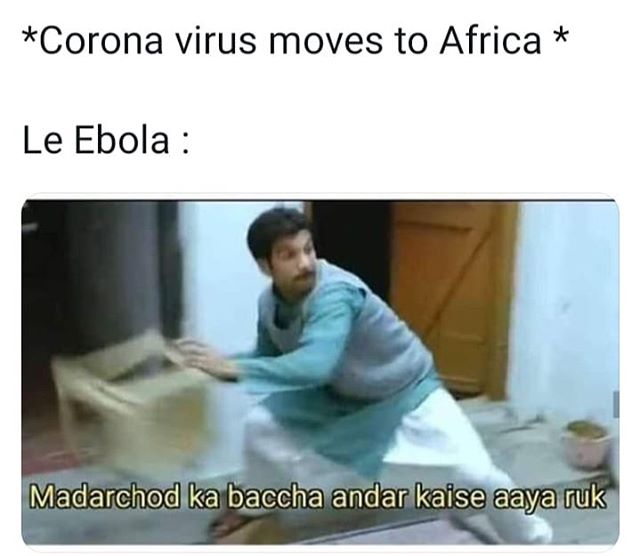 *Corona virus moves to Africa *
Le Ebola :
Madarchod ka baccha andar kaise aaya ruk